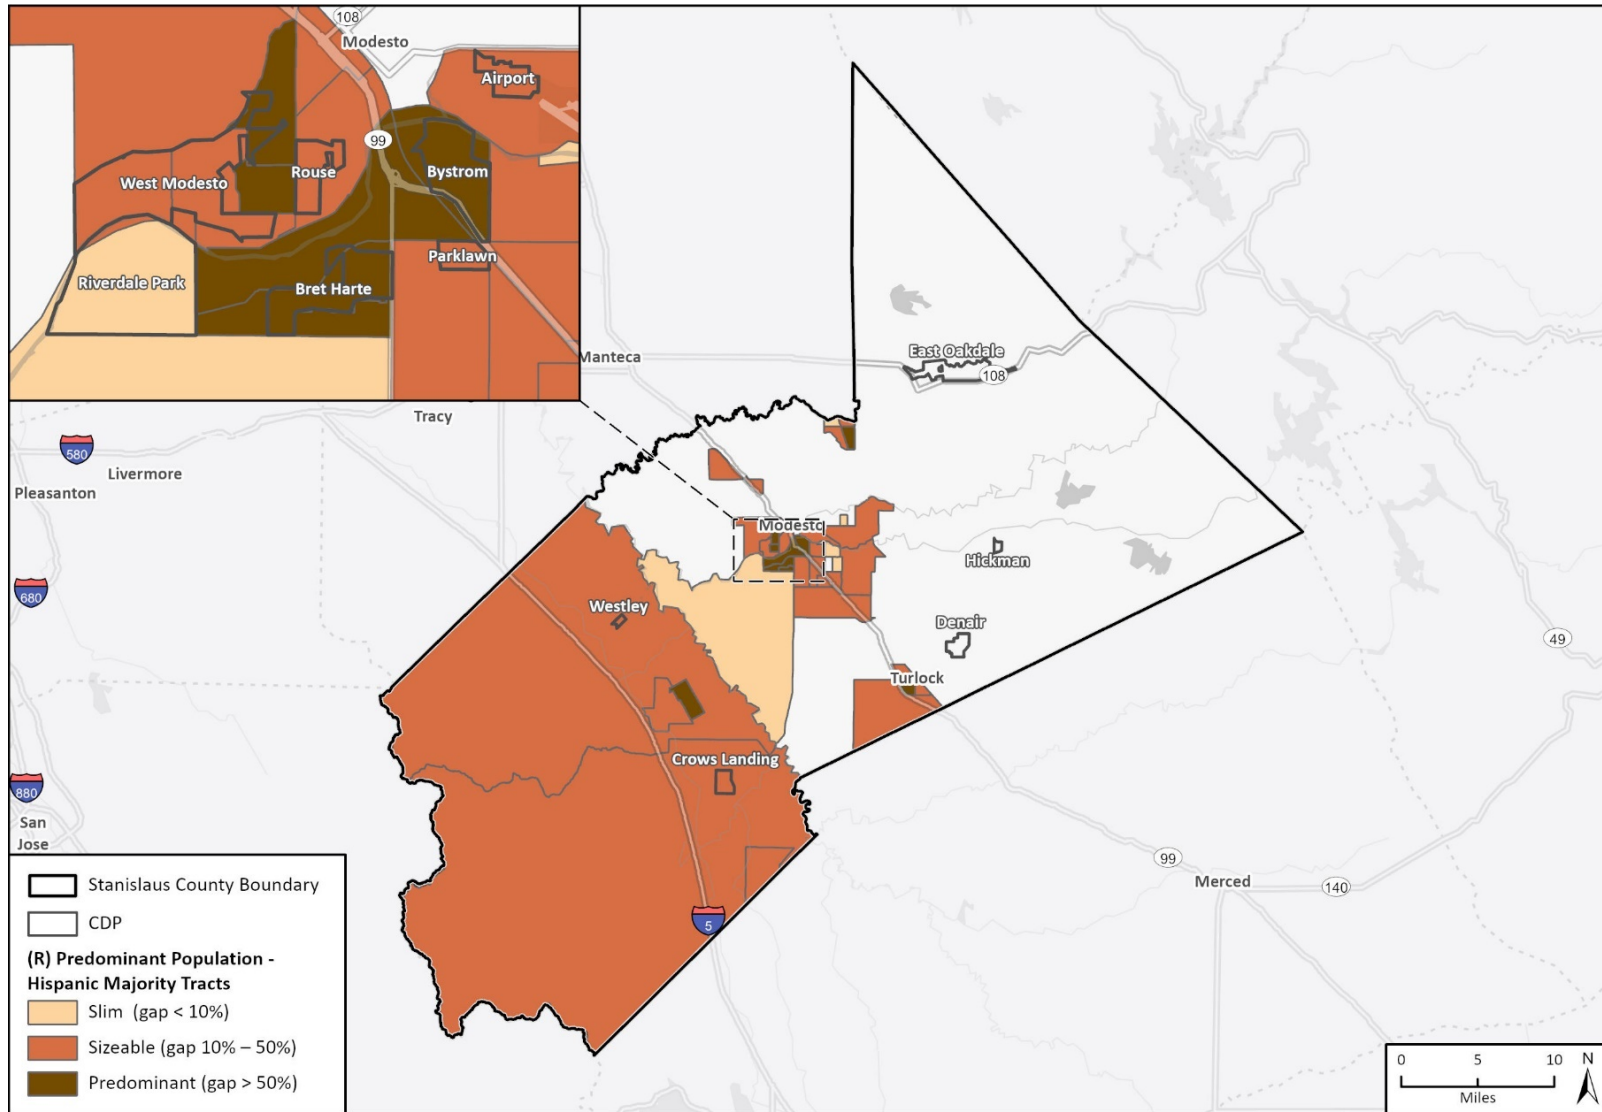 108
Modesto
Airport
99
West Modesto
Rouse
Bystrom
Parklawn
Riverdale Park
Bret Harte
Manteca
East Oakdale
108
Tracy
580
Livermore
Pleasanton
Modesto
Hickman
680
Westley
Denair
49
Turlock
Crows Landing
880
San
Jose
99
Merced
140
5
Stanislaus County Boundary
CDP
(R) Predominant Population -
Hispanic Majority Tracts
Slim (gap < 10%)
Sizeable (gap 10% – 50%)
Predominant (gap > 50%)
0 5 10
Miles
N